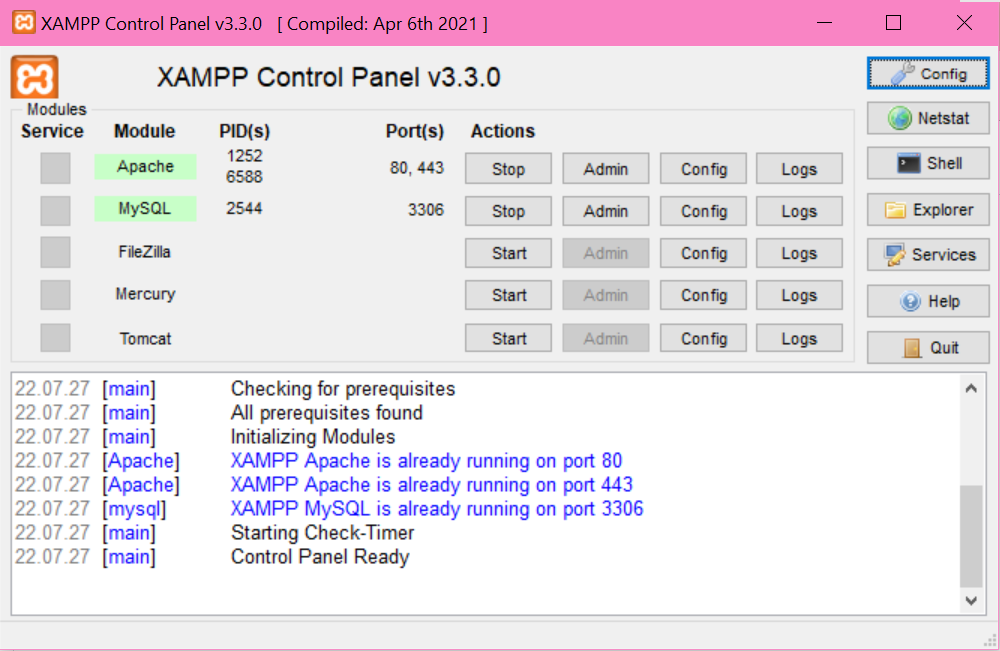 XAMPP Control Panel v3.3.0 [ Compiled: Apr 6th 2021 ]
XAMPP Control Panel v3.3.0
Config
Modules
Service Module PID(s) Port(s) Actions
Netstat
Apache 1252 6588 80, 443 Stop Admin Config Logs
Shell
MySQL 2544 3306 Stop Admin Config Logs
Explorer
FileZilla Start Admin Config Logs
Services
Mercury Start Admin Config Logs
Help
Tomcat Start Admin Config Logs
Quit
22.07.27 [main] Checking for prerequisites
22.07.27 [main] All prerequisites found
22.07.27 [main] Initializing Modules
22.07.27 [Apache] XAMPP Apache is already running on port 80
22.07.27 [Apache] XAMPP Apache is already running on port 443
22.07.27 [mysql] XAMPP MySQL is already running on port 3306
22.07.27 [main] Starting Check-Timer
22.07.27 [main] Control Panel Ready